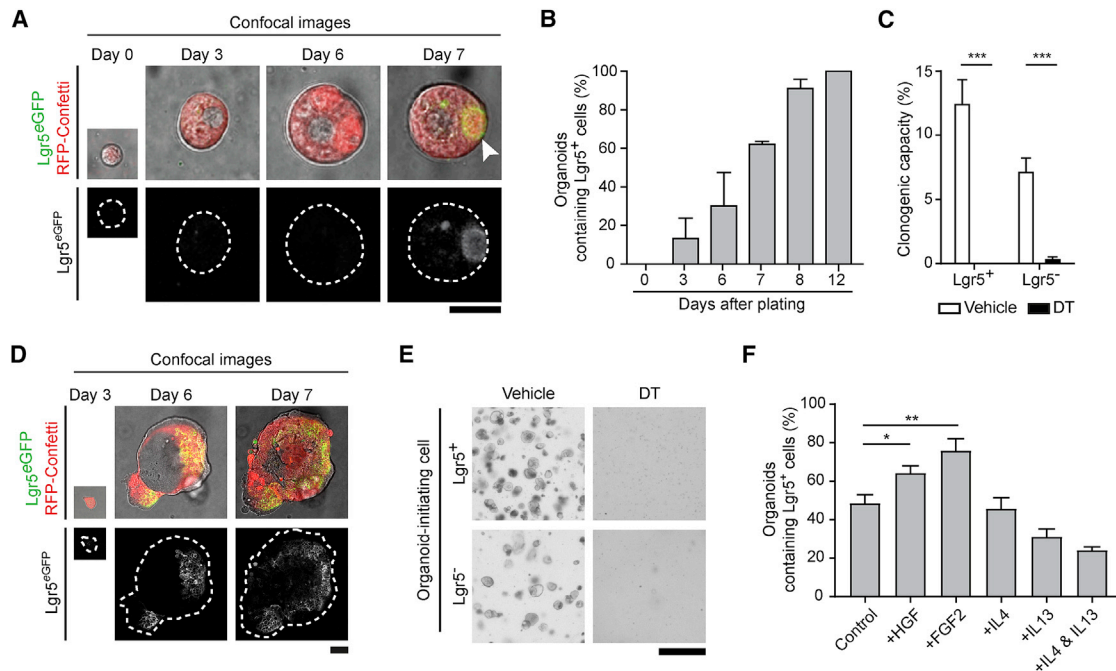 A
Confocal images
Day 0 Day 3 Day 6 Day 7
Lgr5eGFP
RFP-Confetti
Lgr5eGFP
B
Organoids
containing Lgr5+ cells (%)
100
80
60
40
20
0
0 3 6 7 8 12
Days after plating
C
Clonogenic capacity (%)
*** ***
15
10
5
0
Lgr5+ Lgr5-
Vehicle DT
D
Confocal images
Day 3 Day 6 Day 7
Lgr5eGFP
RFP-Confetti
Lgr5eGFP
E
Vehicle DT
Organoid-initiating cell
Lgr5+
Lgr5-
F
Organoids
containing Lgr5+ cells (%)
100
80
60
40
20
0
**
*
Control +HGF +FGF2 +IL4 +IL13 +IL4 & IL13